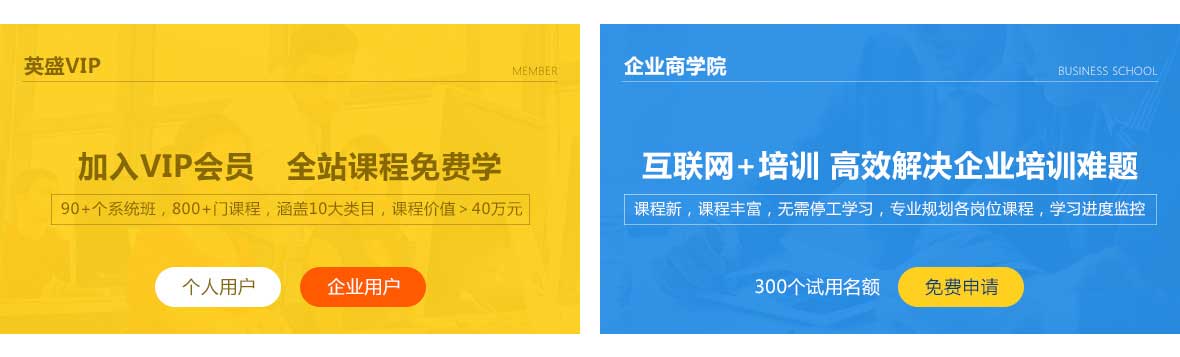 英盛VIP
MEMBER
加入VIP会员 全站课程免费学
90+个系统班，800+门课程，涵盖10大类目，课程价值＞40万元
个人用户
企业用户
企业商学院
BUSINESS SCHOOL
互联网+培训 高效解决企业培训难题
课程新，课程丰富，无需停工学习，专业规划各岗位课程，学习进度监控
300个试用名额
免费申请